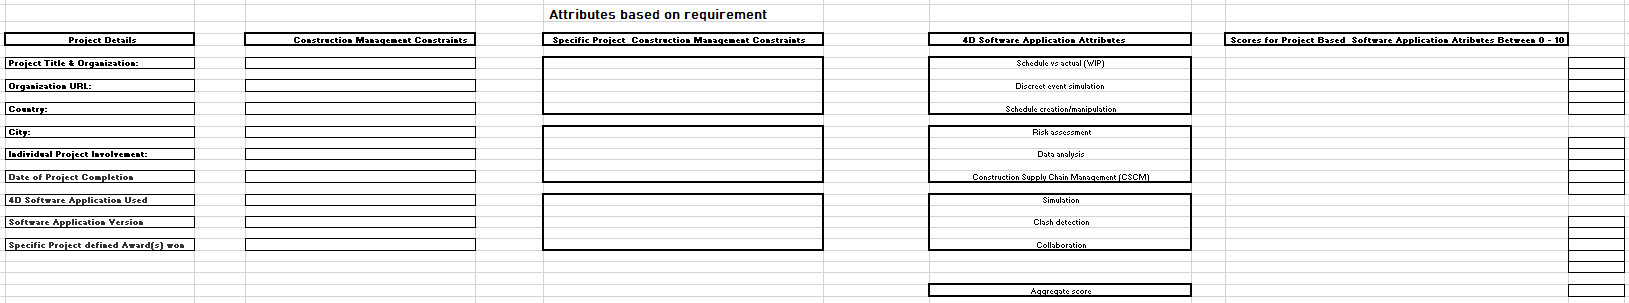 Attributes based on requirement
Project Details
Construction Management Constraints
Specific Project Construction Management Constraints
4D Software Application Attributes
Scores for Project Based Software Application Atributes Between 0 - 10
Project Title & Organization:
Schedule vs actual (WIP)
Organization URL:
Discreet event simulation
Country:
Schedule creation/manipulation
City:
Risk assessment
Individual Project Involvement:
Data analysis
Date of Project Completion
Construction Supply Chain Management (CSCM)
4D Software Application Used
Simulation
Software Application Version
Clash detection
Specific Project defined Award(s) won
Collaboration
Aggregate score